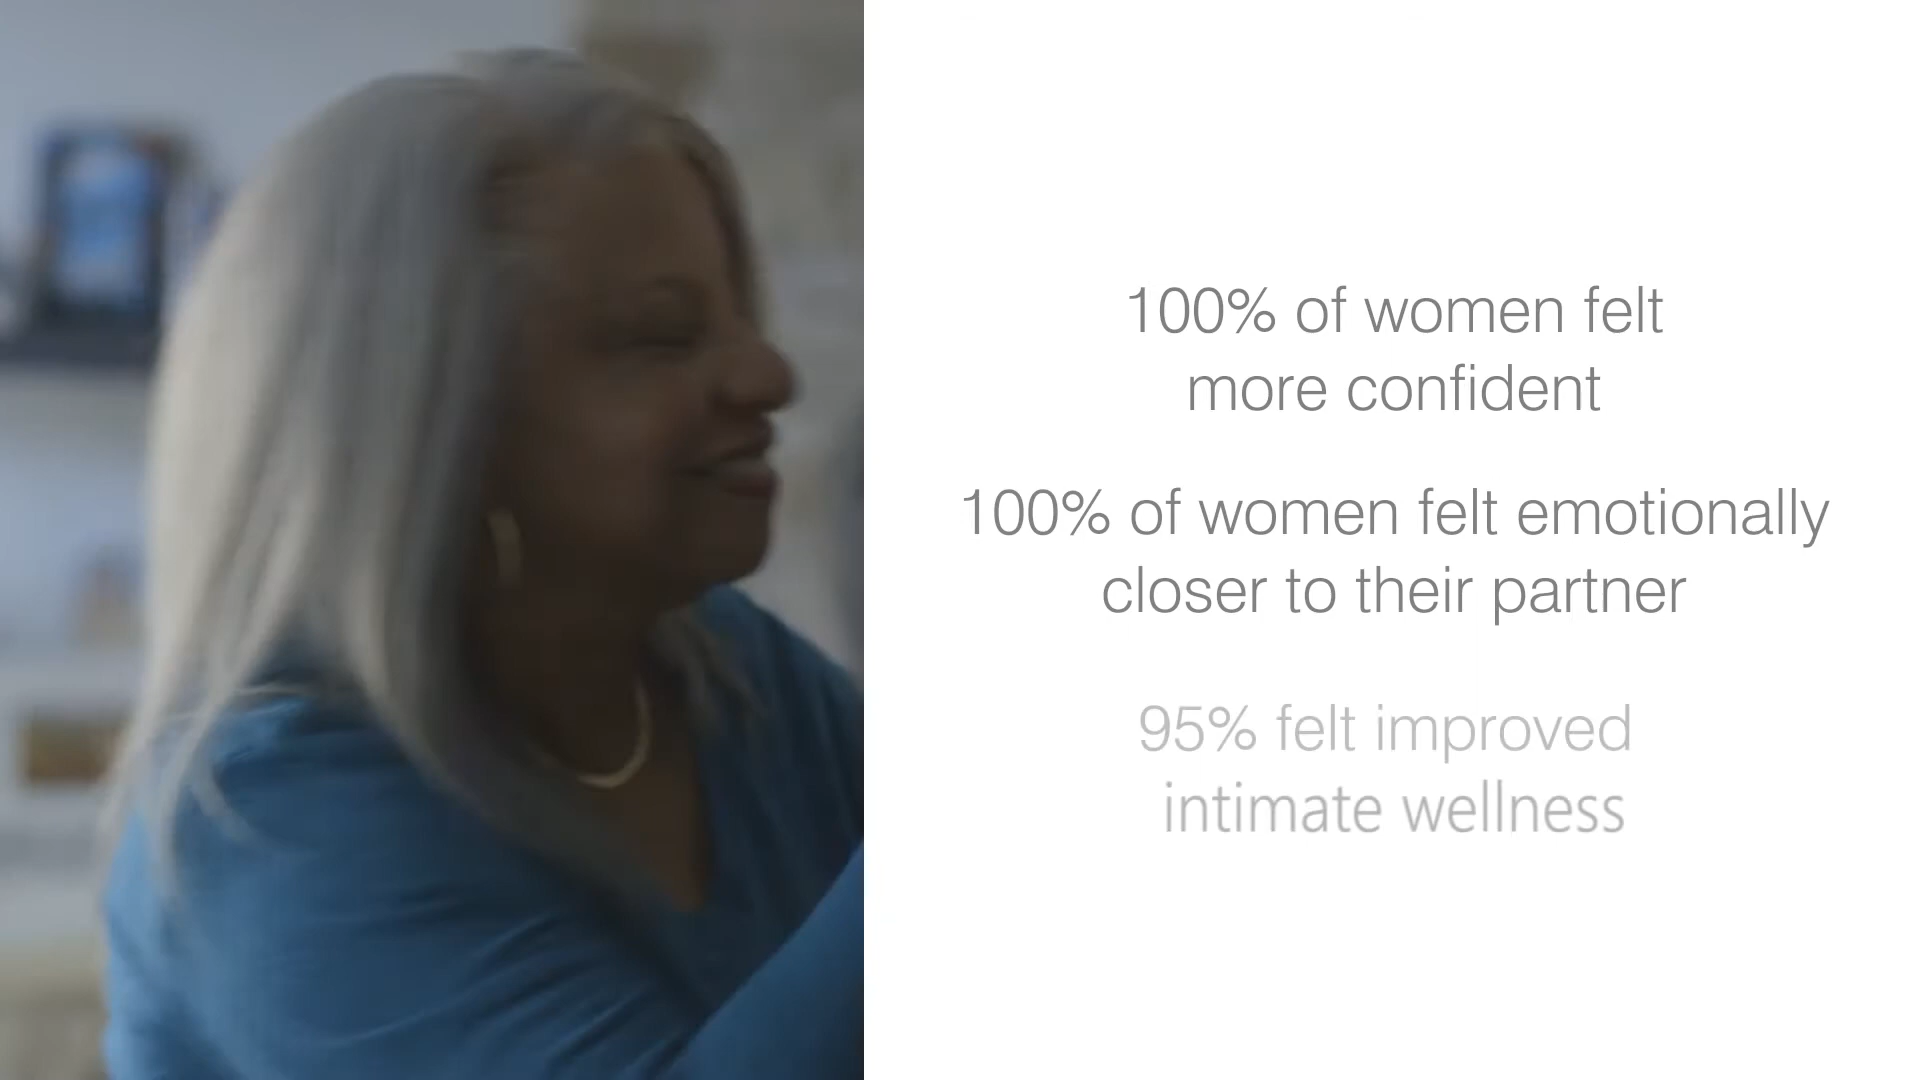 100% of women felt
more confident
100% of women felt emotionally
closer to their partner
95% felt improved
intimate wellness